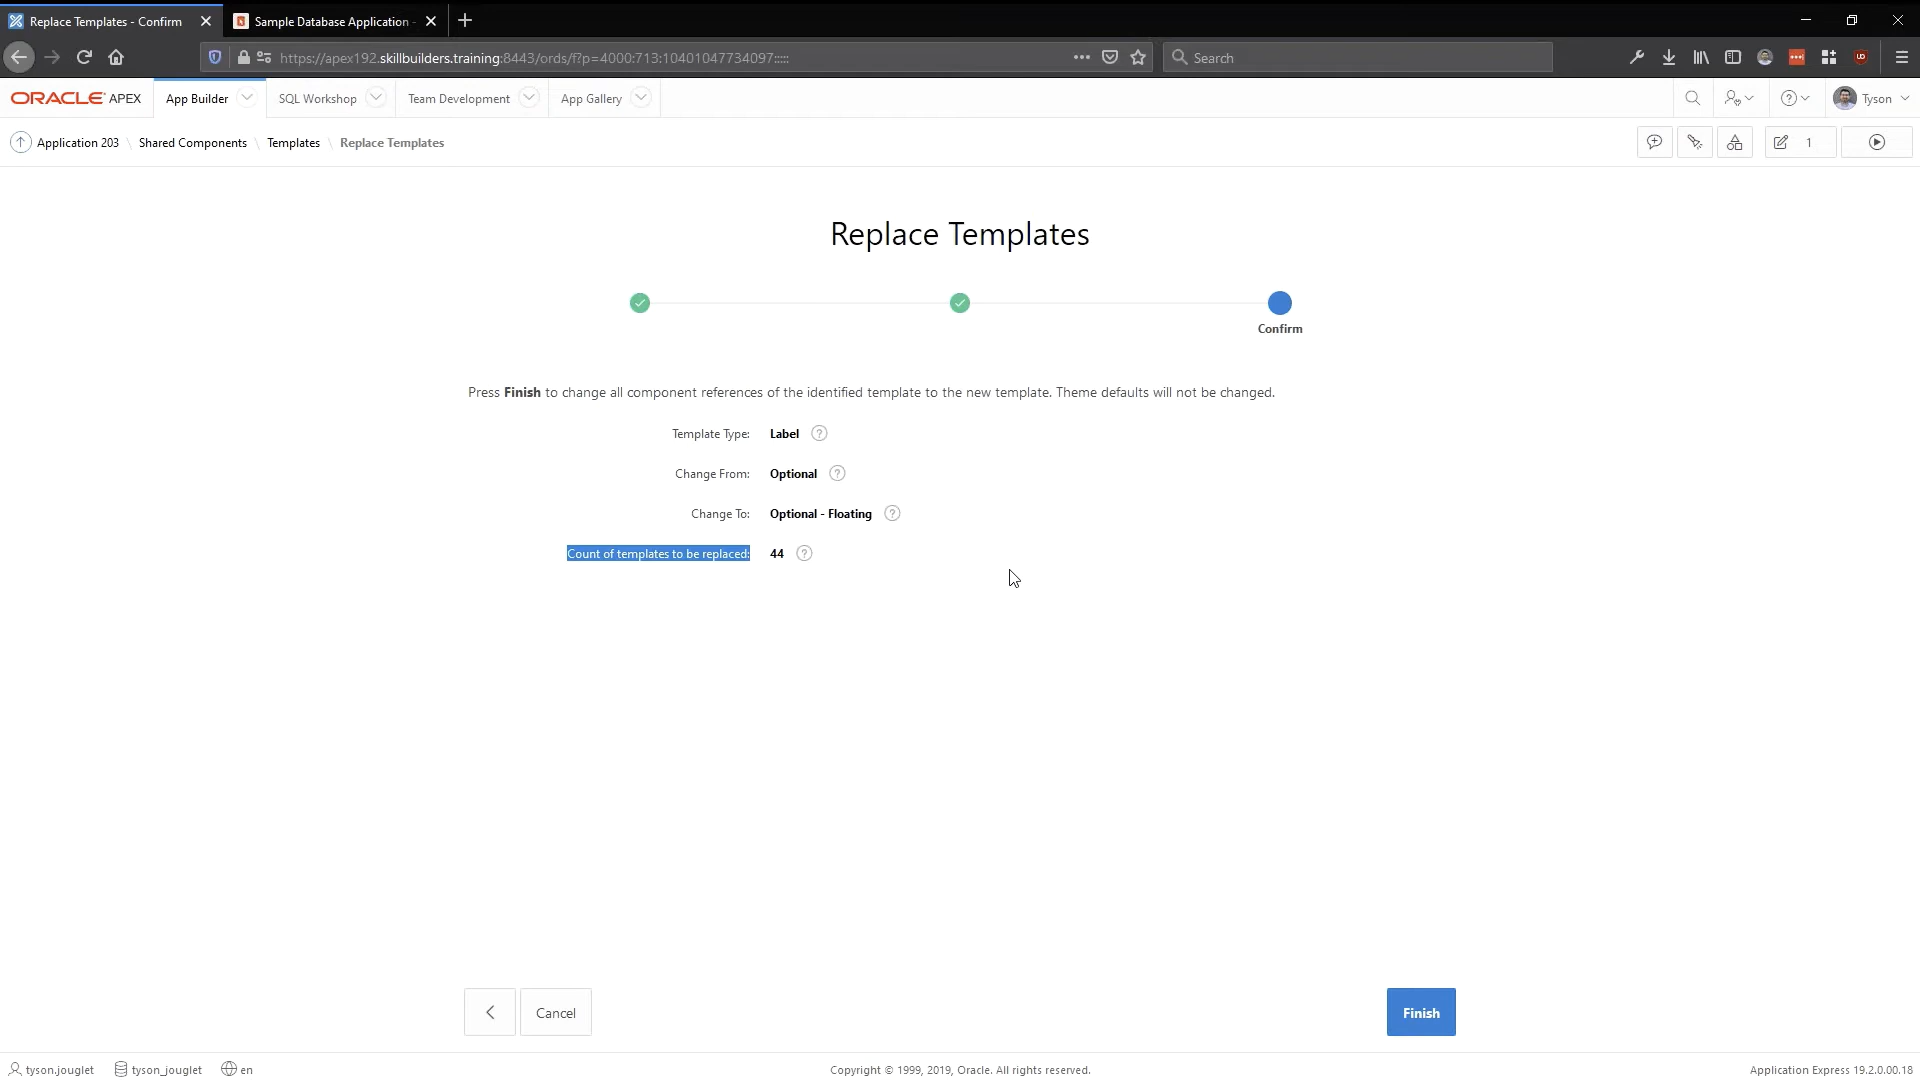 Replace Templates - Confirm
Sample Database Application -
https://apex192.skillbuilders.training:8443/ords/f?p=4000:713:10401047734097:::::
Search
ORACLE APEX
App Builder
SQL Workshop
Team Development
App Gallery
Tyson
Application 203 \ Shared Components \ Templates \ Replace Templates
1
Replace Templates
Confirm
Press Finish to change all component references of the identified template to the new template. Theme defaults will not be changed.
Template Type: Label ?
Change From: Optional ?
Change To: Optional - Floating ?
Count of templates to be replaced: 44 ?
Cancel
Finish
tyson.jouglet
tyson_jouglet
en
Copyright © 1999, 2019, Oracle. All rights reserved.
Application Express 19.2.0.00.18